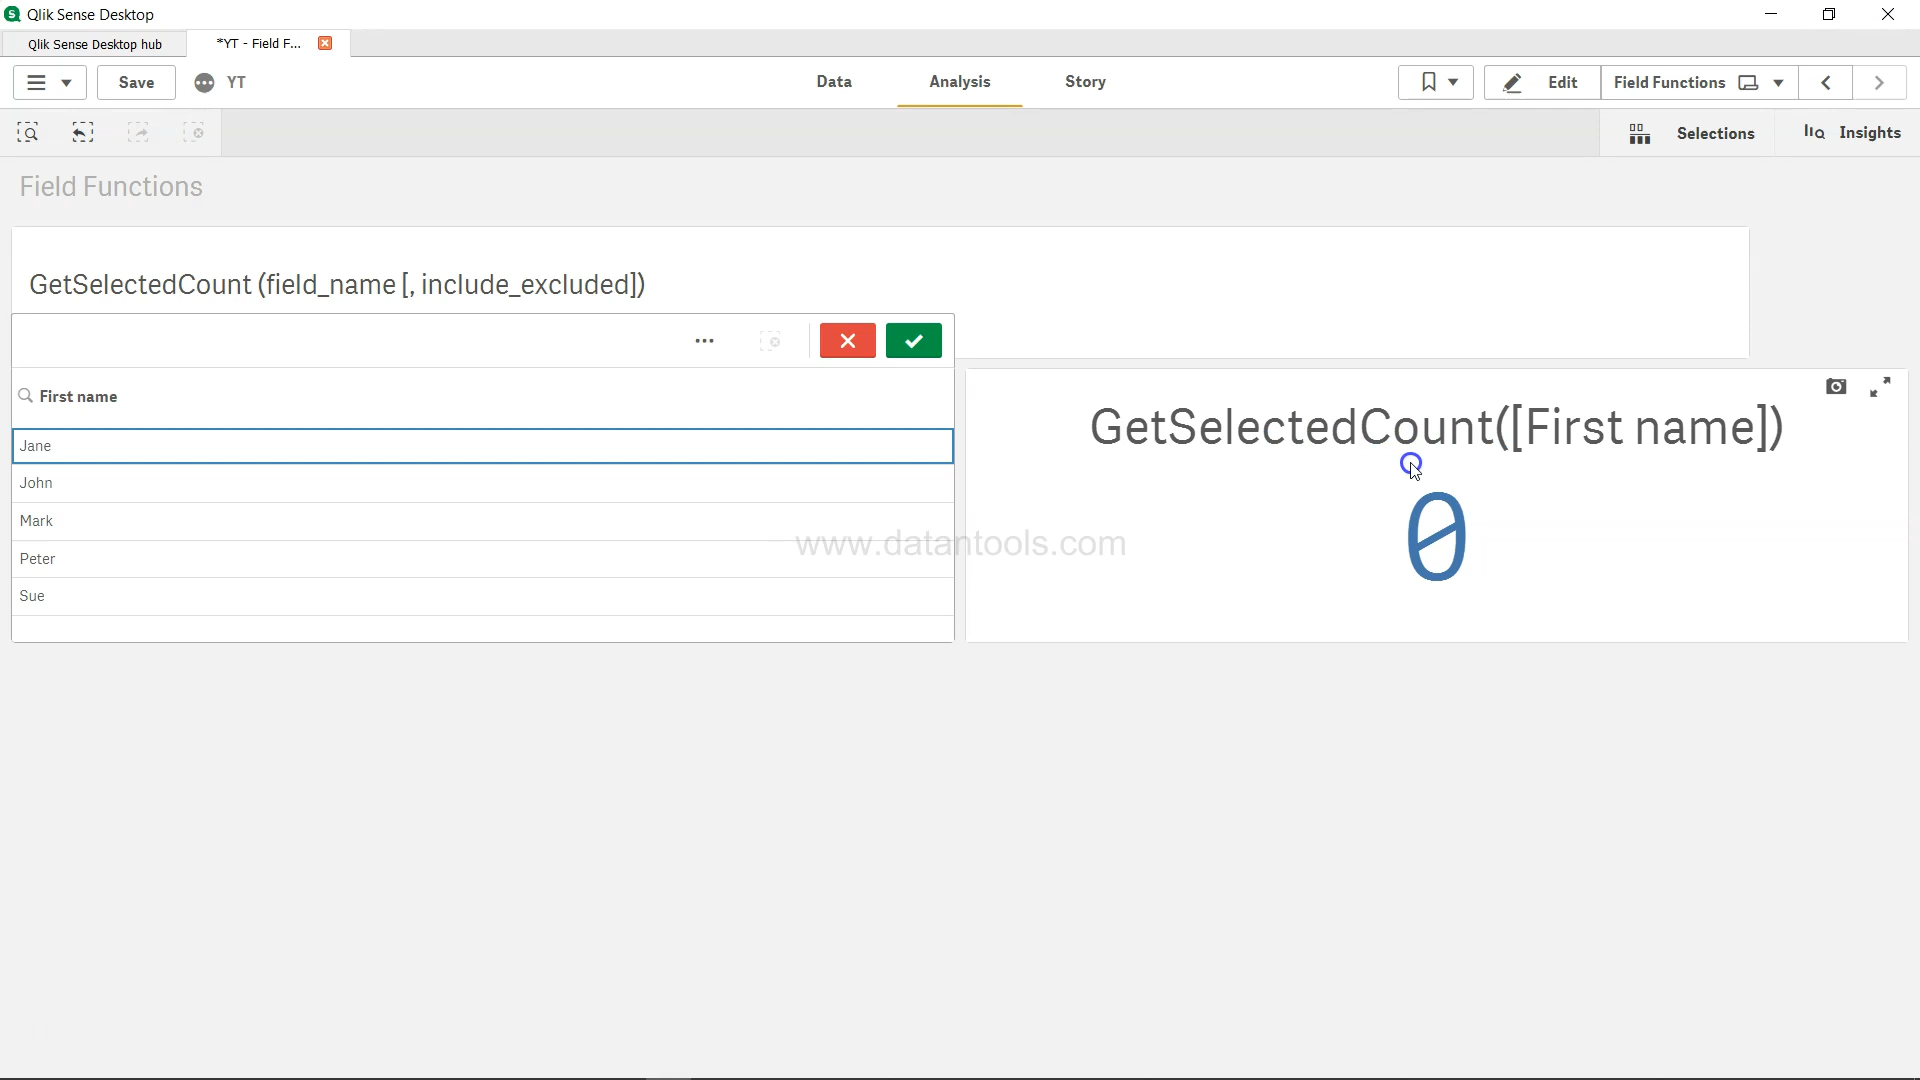 Qlik Sense Desktop
Qlik Sense Desktop hub
*YT - Field F...
Save
YT
Data
Analysis
Story
Edit
Field Functions
Selections
Insights
Field Functions
GetSelectedCount (field_name [, include_excluded])
First name
Jane
John
Mark
Peter
Sue
GetSelectedCount([First name])
0
www.datantools.com